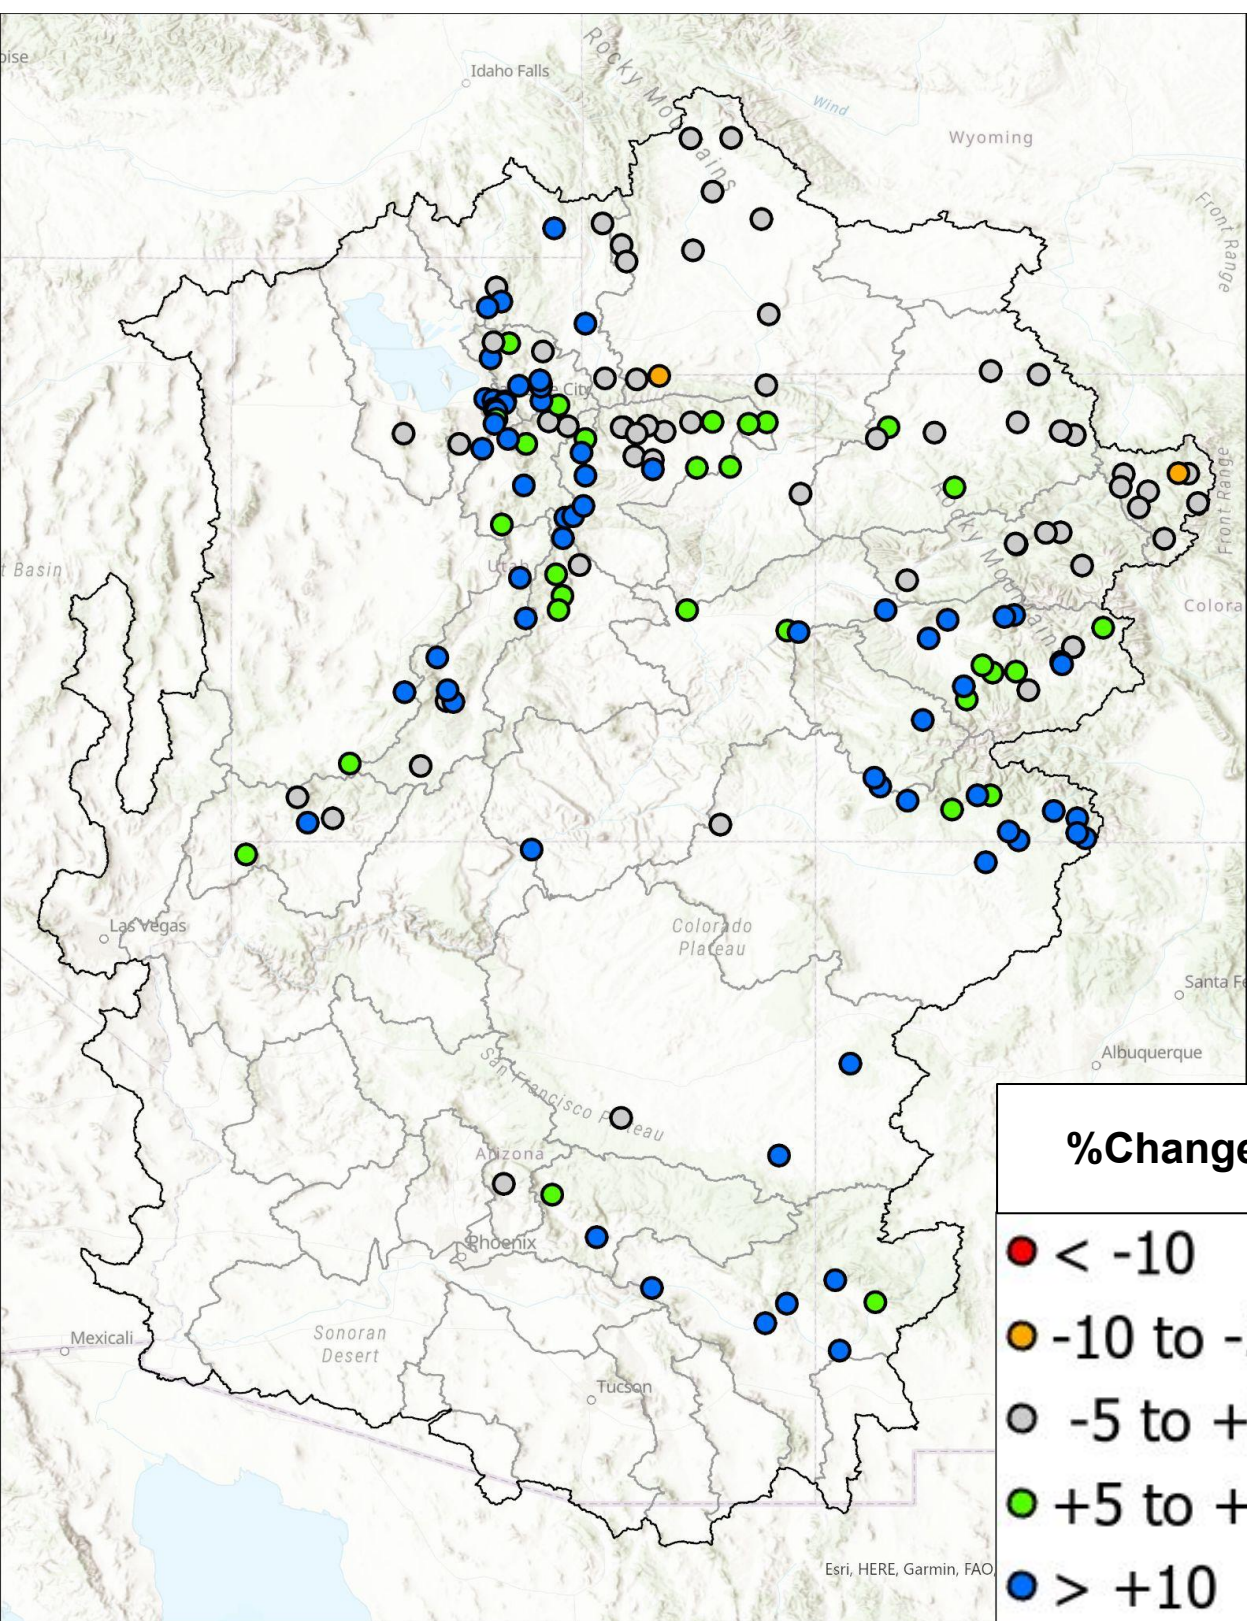 Idaho Falls
Rocky Mountains
Wind
Wyoming
Front Range
Utah
t Basin
Rocky Mountains
Front Range
Colora
Las Vegas
Colorado
Plateau
Santa Fe
Albuquerque
San Francisco Plateau
Arizona
Phoenix
Mexicali
Sonoran
Desert
Tucson
Esri, HERE, Garmin, FAO,
%Change
< -10
-10 to -
-5 to +
+5 to +
> +10